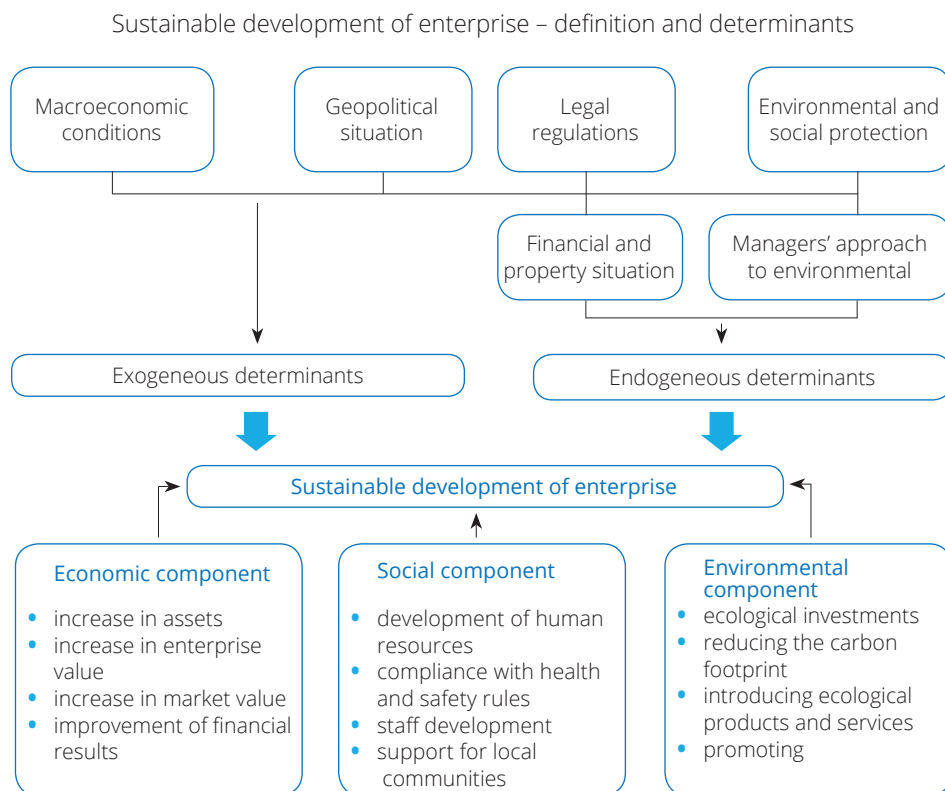 Sustainable development of enterprise – definition and determinants
Macroeconomic
conditions
Geopolitical
situation
Legal
regulations
Environmental and
social protection
Financial and
property situation
Managers’ approach
to environmental
Exogeneous determinants
Endogeneous determinants
Sustainable development of enterprise
Economic component
• increase in assets
• increase in enterprise
value
• increase in market value
• improvement of financial
results
Social component
• development of human
resources
• compliance with health
and safety rules
• staff development
• support for local
communities
Environmental
component
• ecological investments
• reducing the carbon
footprint
• introducing ecological
products and services
• promoting